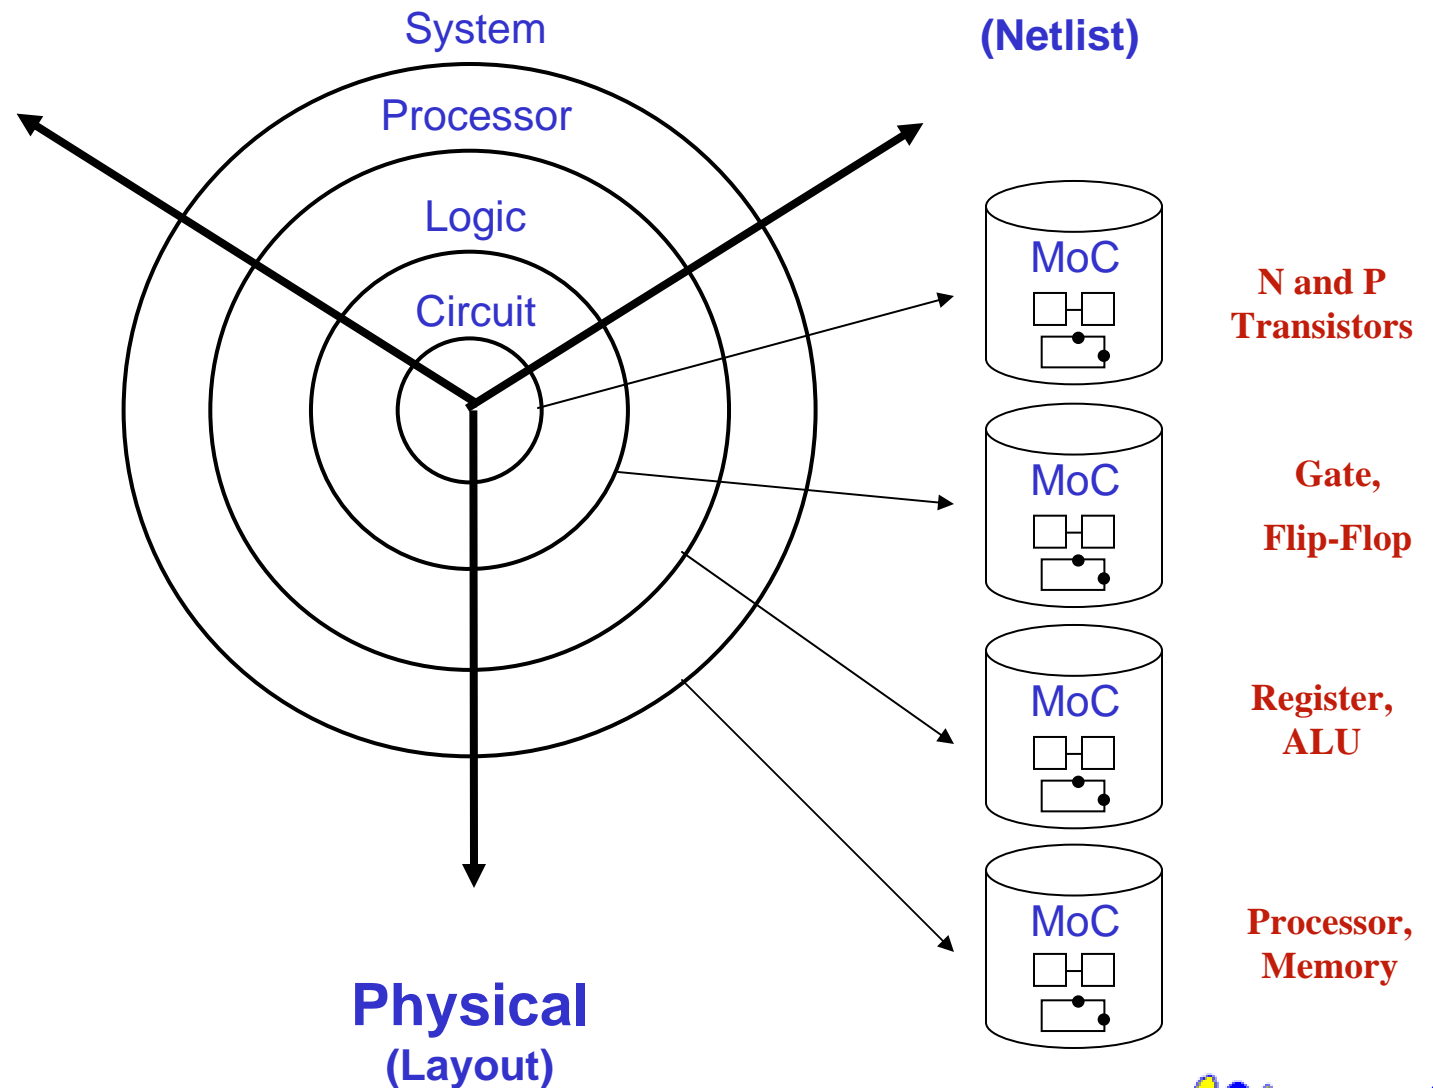 System
(Netlist)
Processor
Logic
Circuit
MoC
N and P
Transistors
MoC
Gate,
Flip-Flop
MoC
Register,
ALU
MoC
Processor,
Memory
Physical
(Layout)